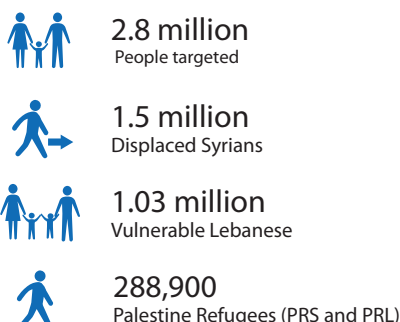 2.8 million
People targeted
1.5 million
Displaced Syrians
1.03 million
Vulnerable Lebanese
288,900
Palestine Refugees (PRS and PRL)